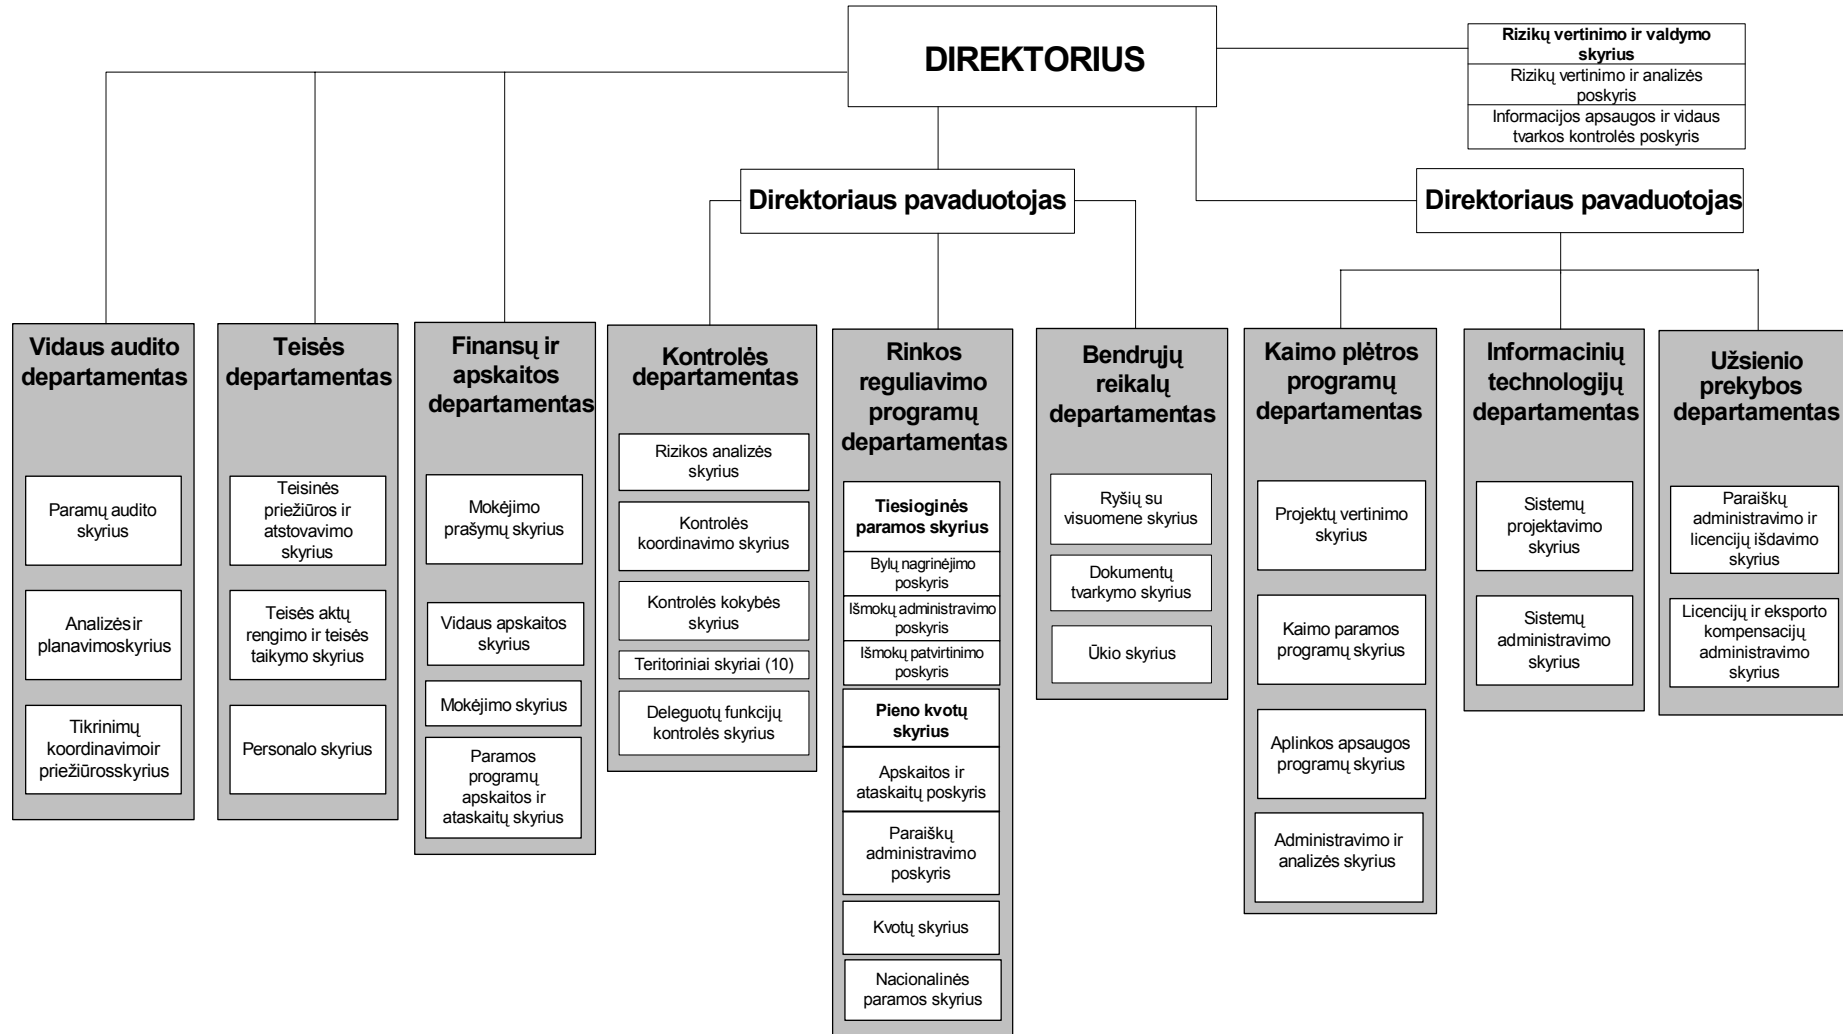 DIREKTORIUS
Rizikų vertinimo ir valdymo
skyrius
Rizikų vertinimo ir analizės
poskyris
Informacijos apsaugos ir vidaus
tvarkos kontrolės poskyris
Direktoriaus pavaduotojas
Direktoriaus pavaduotojas
Vidaus audito
departamentas
Paramų audito
skyrius
Analizės ir
planavimoskyrius
Tikrinimų
koordinavimoir
priežiūrosskyrius
Teisės
departamentas
Teisinės
priežiūros ir
atstovavimo
skyrius
Teisės aktų
rengimo ir teisės
taikymo skyrius
Personalo skyrius
Finansų ir
apskaitos
departamentas
Mokėjimo
prašymų skyrius
Vidaus apskaitos
skyrius
Mokėjimo skyrius
Paramos
programų
apskaitos ir
ataskaitų skyrius
Kontrolės
departamentas
Rizikos analizės
skyrius
Kontrolės
koordinavimo skyrius
Kontrolės kokybės
skyrius
Teritoriniai skyriai (10)
Deleguotų funkcijų
kontrolės skyrius
Rinkos
reguliavimo
programų
departamentas
Tiesioginės
paramos skyrius
Bylų nagrinėjimo
poskyris
Išmokų administravimo
poskyris
Išmokų patvirtinimo
poskyris
Pieno kvotų
skyrius
Apskaitos ir
ataskaitų poskyris
Paraiškų
administravimo
poskyris
Kvotų skyrius
Nacionalinės
paramos skyrius
Bendrųjų
reikalų
departamentas
Ryšių su
visuomene skyrius
Dokumentų
tvarkymo skyrius
Ūkio skyrius
Kaimo plėtros
programų
departamentas
Projektų vertinimo
skyrius
Kaimo paramos
programų skyrius
Aplinkos apsaugos
programų skyrius
Administravimo ir
analizės skyrius
Informacinių
technologijų
departamentas
Sistemų
projektavimo
skyrius
Sistemų
administravimo
skyrius
Užsienio
prekybos
departamentas
Paraiškų
administravimo ir
licencijų išdavimo
skyrius
Licencijų ir eksporto
kompensacijų
administravimo
skyrius